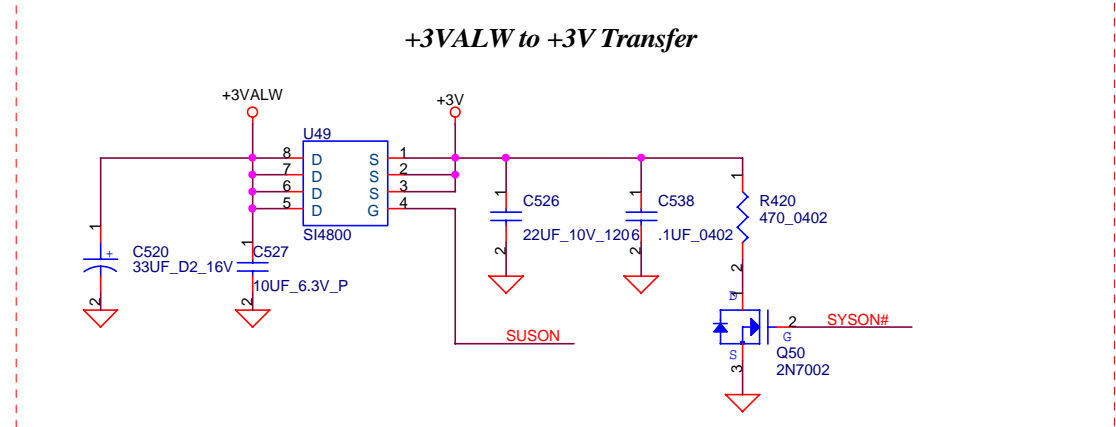 +3VALW to +3V Transfer
+3VALW
+3V
U49
8 D S 1
7 D S 2
6 D S 3
5 D G 4
SI4800
1
+
2
C520
33UF_D2_16V
1
2
C527
10UF_6.3V_P
1
2
C526
22UF_10V_1206
1
2
C538
.1UF_0402
1
2
R420
470_0402
SUSON
D 1
2
G
SYSON#
S
3
Q50
2N7002